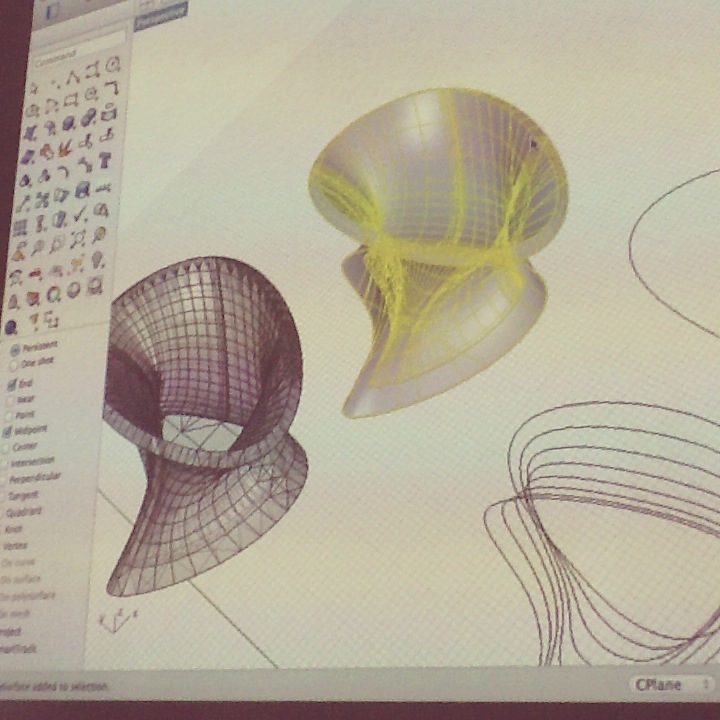 Perspective
Command
Persistent
One shot
End
Near
Point
Midpoint
Center
Intersection
Perpendicular
Tangent
Quadrant
Knot
Vertex
On curve
On surface
On polysurface
On mesh
Project
SmartTrack
added to selection.
CPlane
z